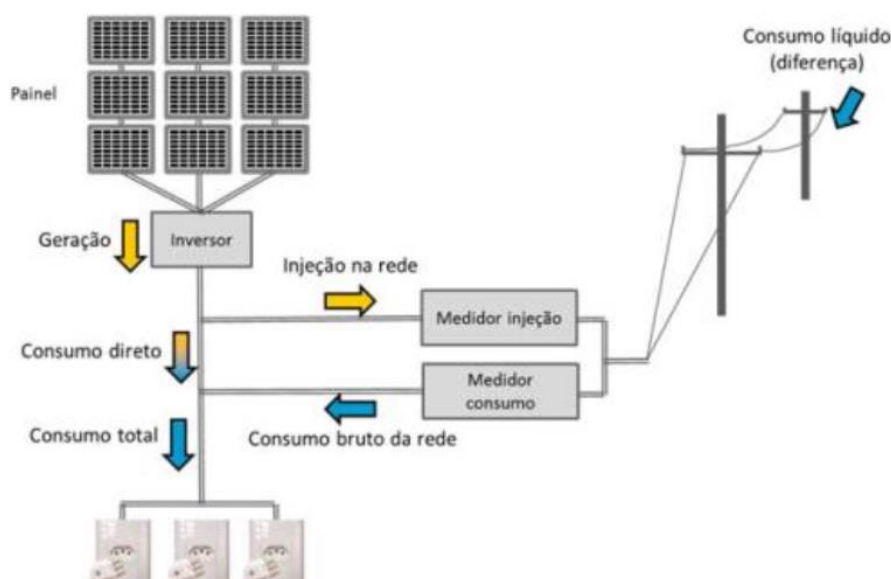 Consumo líquido
(diferença)
Painel
Geração
Inversor
Injeção na rede
Medidor injeção
Consumo direto
Medidor
consumo
Consumo total
Consumo bruto da rede